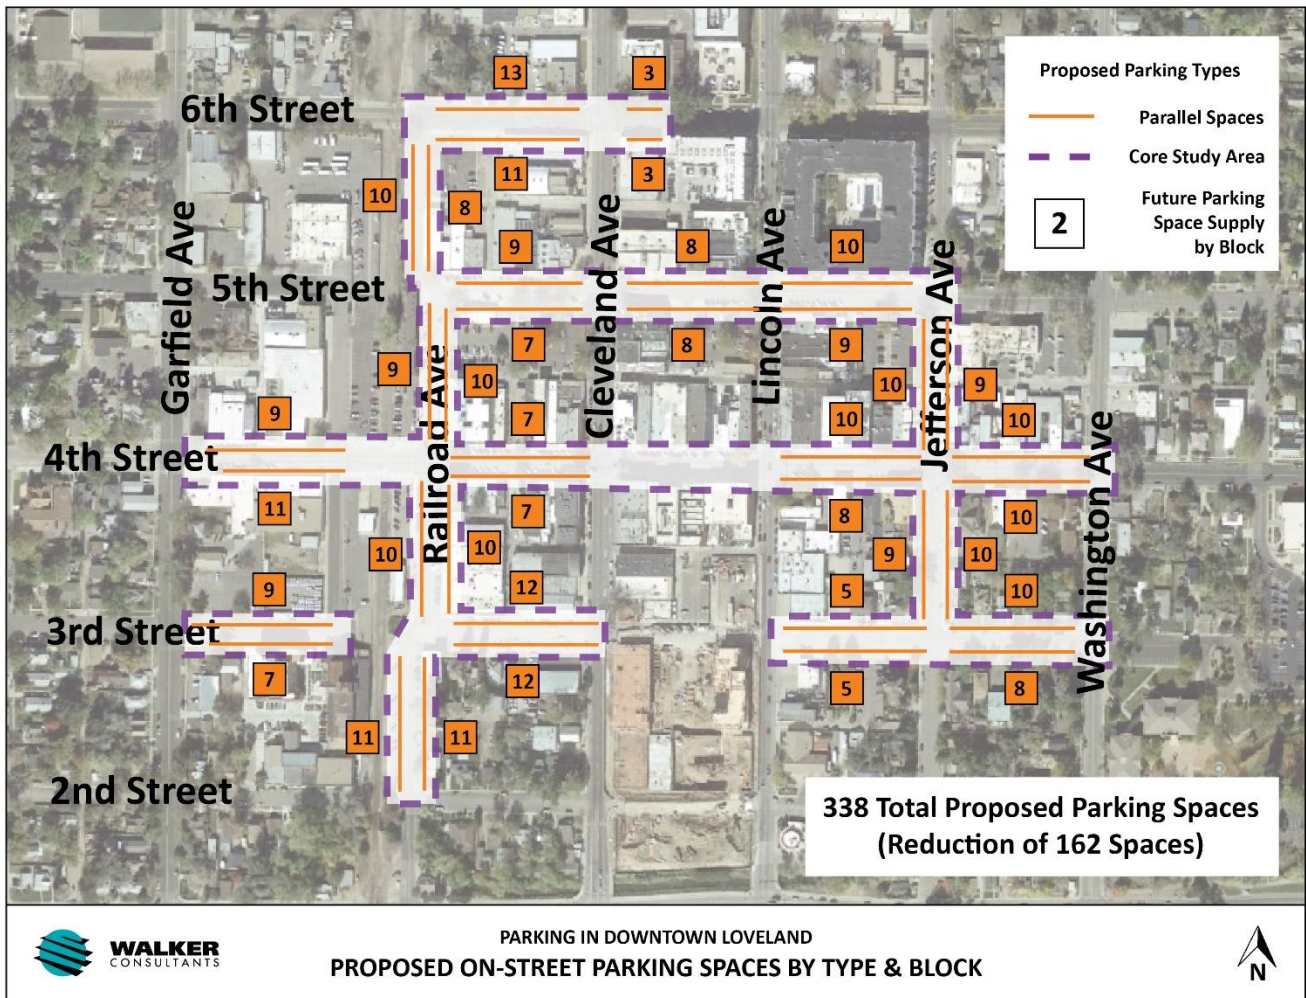 13
3
6th Street
11
3
10
8
9
8
10
Garfield Ave
5th Street
Cleveland Ave
Lincoln Ave
Jefferson Ave
7
8
9
9
10
10
9
Railroad Ave
9
7
10
10
4th Street
Washington Ave
11
7
8
10
10
10
9
10
9
12
5
10
3rd Street
7
12
5
8
11
11
2nd Street
Proposed Parking Types
Parallel Spaces
Core Study Area
2
Future Parking
Space Supply
by Block
338 Total Proposed Parking Spaces
(Reduction of 162 Spaces)
WALKER
CONSULTANTS
PARKING IN DOWNTOWN LOVELAND
PROPOSED ON-STREET PARKING SPACES BY TYPE & BLOCK
N